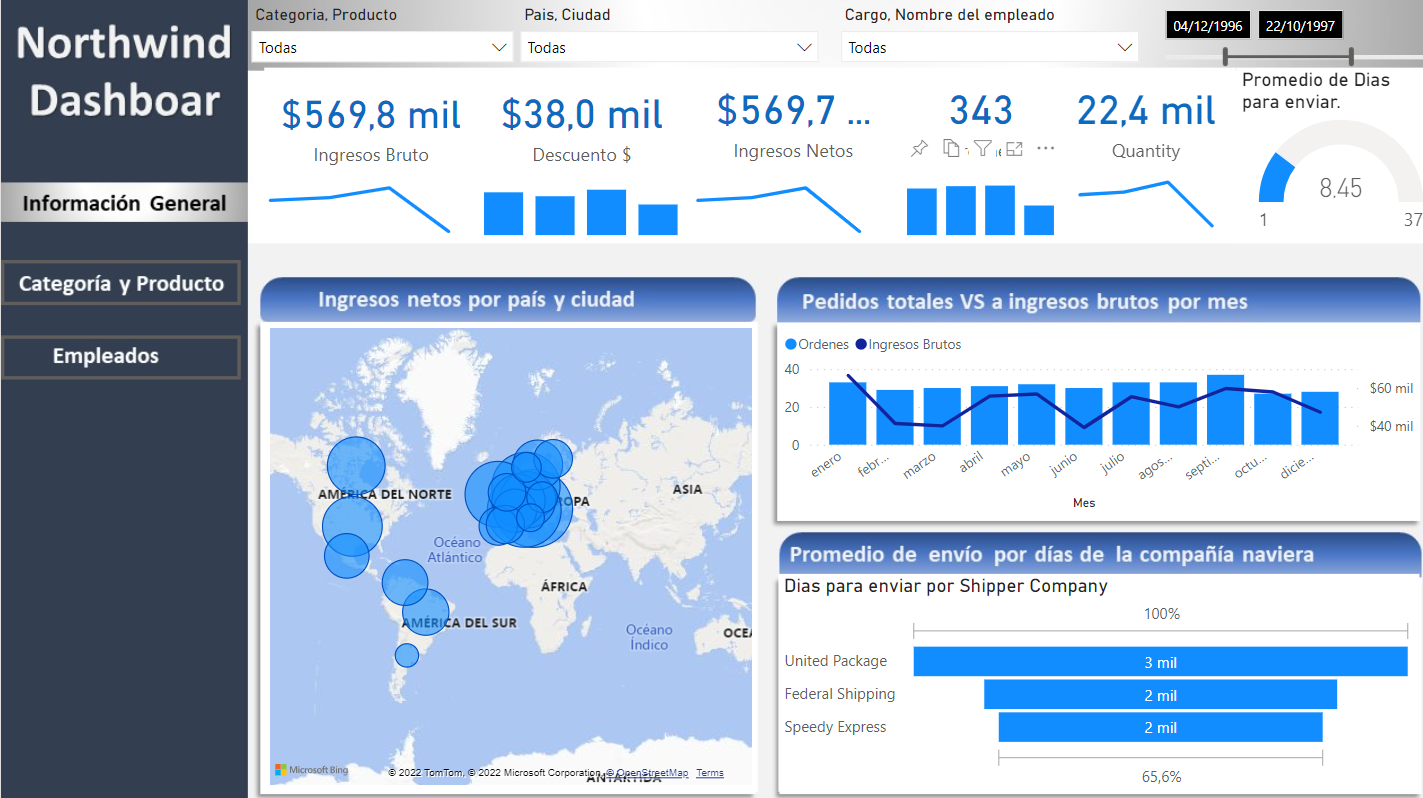 Northwind
Dashboar
Información General
Categoría y Producto
Empleados
Categoria, Producto
Todas
Pais, Ciudad
Todas
Cargo, Nombre del empleado
Todas
04/12/1996
22/10/1997
$569,8 mil
Ingresos Bruto
$38,0 mil
Descuento $
$569,7 ...
Ingresos Netos
343
22,4 mil
Quantity
Promedio de Dias
para enviar.
8.45
1
37
Ingresos netos por país y ciudad
AMÉRICA DEL NORTE
ASIA
Océano
Atlántico
ÁFRICA
AMÉRICA DEL SUR
Océano
Índico
OCEA
ANTÁRTIDA
Microsoft Bing
© 2022 TomTom, © 2022 Microsoft Corporation, © OpenStreetMap Terms
Pedidos totales VS a ingresos brutos por mes
Ordenes
Ingresos Brutos
40
20
0
$60 mil
$40 mil
enero
febr...
marzo
abril
mayo
junio
julio
agos...
septi...
octu...
dicie...
Mes
Promedio de envío por días de la compañía naviera
Dias para enviar por Shipper Company
100%
United Package
3 mil
Federal Shipping
2 mil
Speedy Express
2 mil
65,6%